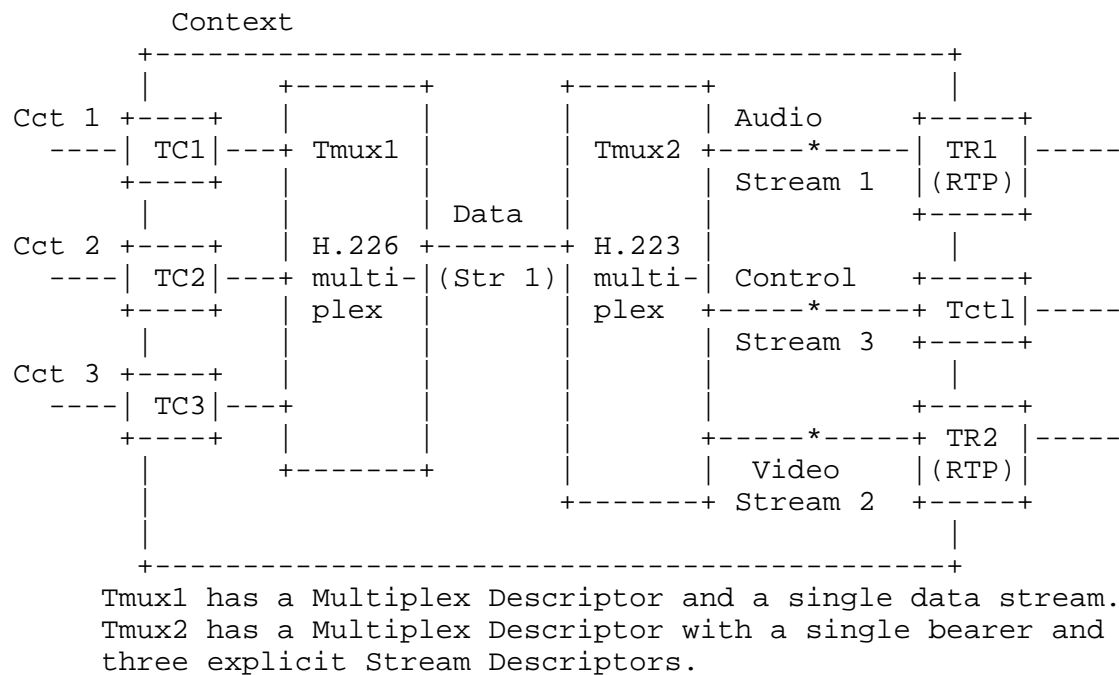 Context
Cct 1
Audio
TC1 Tmux1 Tmux2 TR1
Stream 1 (RTP)
Data
Cct 2 H.226 H.223
TC2 multi- (Str 1) multi- Control
plex plex Tctl
Stream 3
Cct 3
TC3
TR2
Video (RTP)
Stream 2
Tmux1 has a Multiplex Descriptor and a single data stream.
Tmux2 has a Multiplex Descriptor with a single bearer and
three explicit Stream Descriptors.